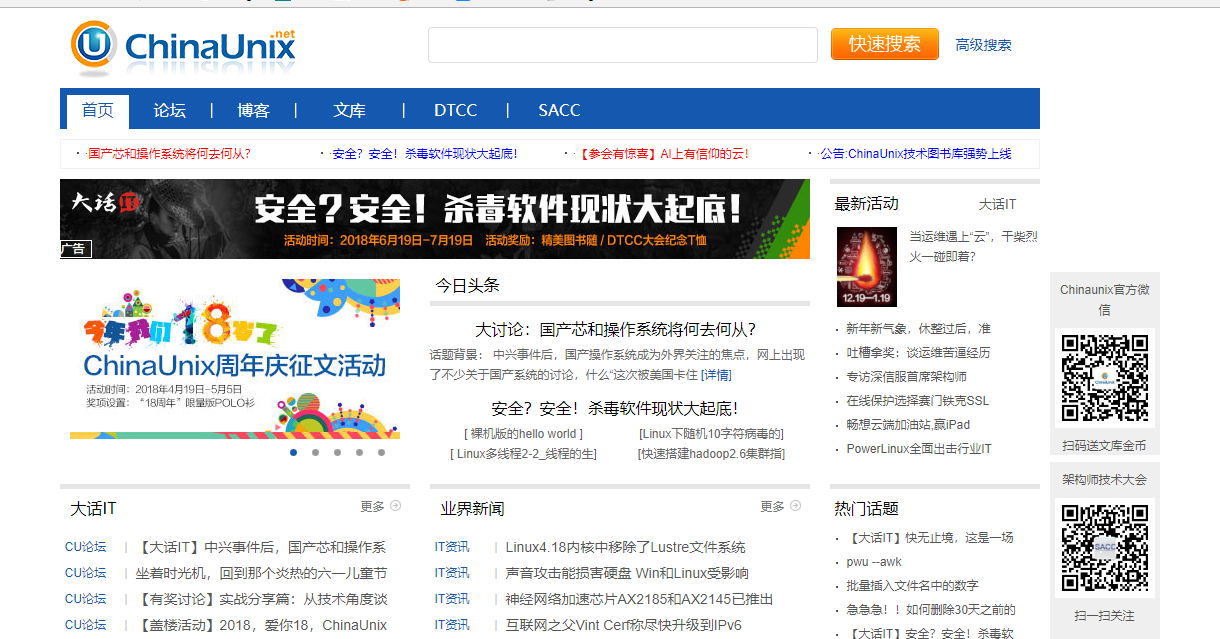 ChinaUnix.net
快速搜索 高级搜索
首页 论坛 | 博客 | 文库 | DTCC | SACC
· ·国产芯和操作系统将何去何从？ · ·安全？安全！杀毒软件现状大起底！ · ·【参会有惊喜】AI上有信仰的云！ · ·公告:ChinaUnix技术图书库强势上线
大话IT
安全？安全！杀毒软件现状大起底！
活动时间：2018年6月19日-7月19日 活动奖励：精美图书随 / DTCC大会纪念T恤
广告
今年我们18岁了
ChinaUnix周年庆征文活动
活动时间：2018年4月19日-5月5日
奖项设置：“18周年”限量版POLO衫
今日头条
大讨论：国产芯和操作系统将何去何从？
话题背景： 中兴事件后，国产操作系统成为外界关注的焦点，网上出现
了不少关于国产系统的讨论，什么“这次被美国卡住 [详情]
安全？安全！杀毒软件现状大起底！
[ 裸机版的hello world ] [Linux下随机10字符病毒的]
[ Linux多线程2-2_线程的生] [快速搭建hadoop2.6集群指]
最新活动 大话IT
当运维遇上“云”，干柴烈
火一碰即着？
12.19—1.19
· 新年新气象，休整过后，准
· 吐槽拿奖：谈运维苦逼经历
· 专访深信服首席架构师
· 在线保护选择赛门铁克SSL
· 畅想云端加油站,赢iPad
· PowerLinux全面出击行业IT
Chinaunix官方微
信
扫码送文库金币
架构师技术大会
SACC
扫一扫关注
大话IT 更多
CU论坛 | 【大话IT】中兴事件后，国产芯和操作系
CU论坛 | 坐着时光机，回到那个炎热的六一儿童节
CU论坛 | 【有奖讨论】实战分享篇：从技术角度谈
CU论坛 | 【盖楼活动】2018，爱你18，ChinaUnix
业界新闻 更多
IT资讯 | Linux4.18内核中移除了Lustre文件系统
IT资讯 | 声音攻击能损害硬盘 Win和Linux受影响
IT资讯 | 神经网络加速芯片AX2185和AX2145已推出
IT资讯 | 互联网之父Vint Cerf称尽快升级到IPv6
热门话题
· 【大话IT】快无止境，这是一场
· pwu --awk
· 批量插入文件名中的数字
· 急急急！！如何删除30天之前的
· 【大话IT】安全？安全！杀毒软